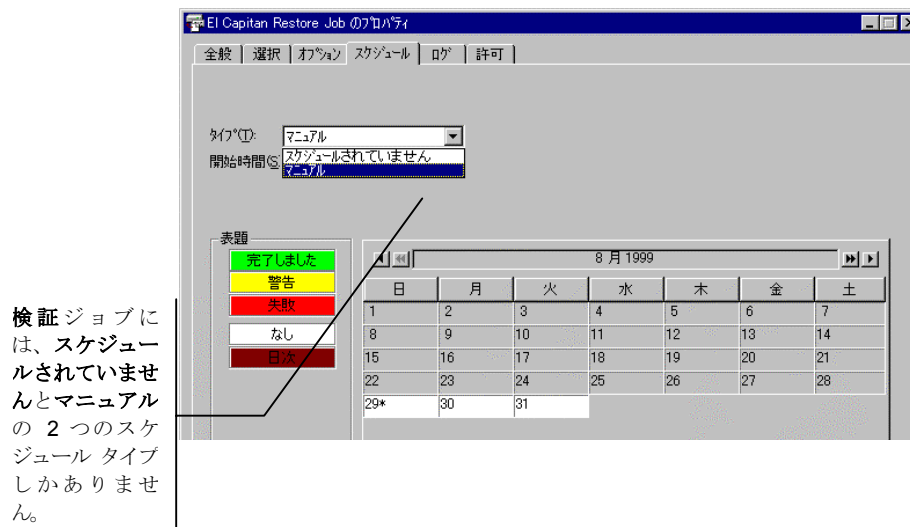 El Capitan Restore Job のプロパティ
全般 選択 オプション スケジュール ログ 許可
タイプ(T): マニュアル
開始時間(S スケジュールされていません
マニュアル
表題
完了しました
警告
失敗
なし
日次
8 月 1999
日 月 火 水 木 金 土
1 2 3 4 5 6 7
8 9 10 11 12 13 14
15 16 17 18 19 20 21
22 23 24 25 26 27 28
29* 30 31
検証ジョブに
は、スケジュー
ルされていませ
んとマニュアル
の 2 つのスケ
ジュール タイプ
しかありませ
ん。